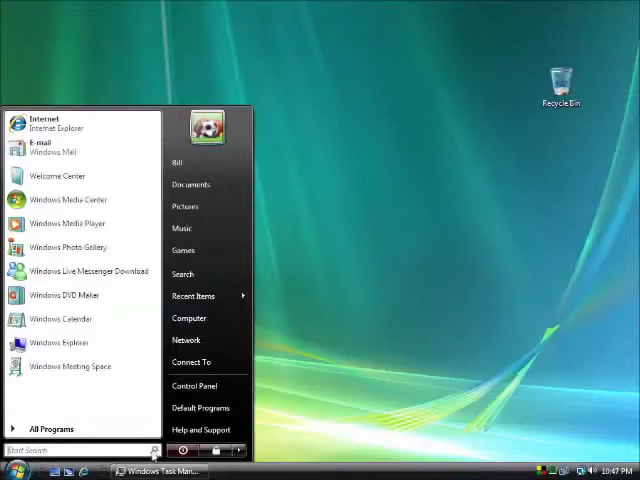 Recycle Bin
Internet
Internet Explorer
E-mail
Windows Mail
Welcome Center
Windows Media Center
Windows Media Player
Windows Photo Gallery
Windows Live Messenger Download
Windows DVD Maker
Windows Calendar
Windows Explorer
Windows Meeting Space
All Programs
Start Search
Bill
Documents
Pictures
Music
Games
Search
Recent Items
Computer
Network
Connect To
Control Panel
Default Programs
Help and Support
Windows Task Man...
10:47 PM